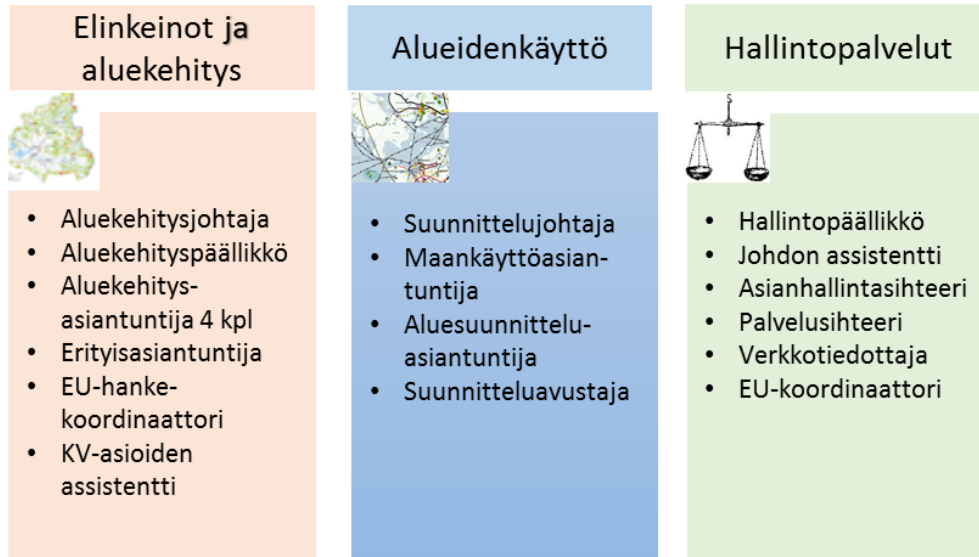 Elinkeinot ja
aluekehitys
• Aluekehitysjohtaja
• Aluekehityspäällikkö
• Aluekehitys-
asiantuntija 4 kpl
• Erityisasiantuntija
• EU-hanke-
koordinaattori
• KV-asioiden
assistentti
Alueidenkäyttö
• Suunnittelujohtaja
• Maankäyttöasian-
tuntija
• Aluesuunnittelu-
asiantuntija
• Suunnitteluavustaja
Hallintopalvelut
• Hallintopäällikkö
• Johdon assistentti
• Asianhallintasihteeri
• Palvelusihteeri
• Verkkotiedottaja
• EU-koordinaattori